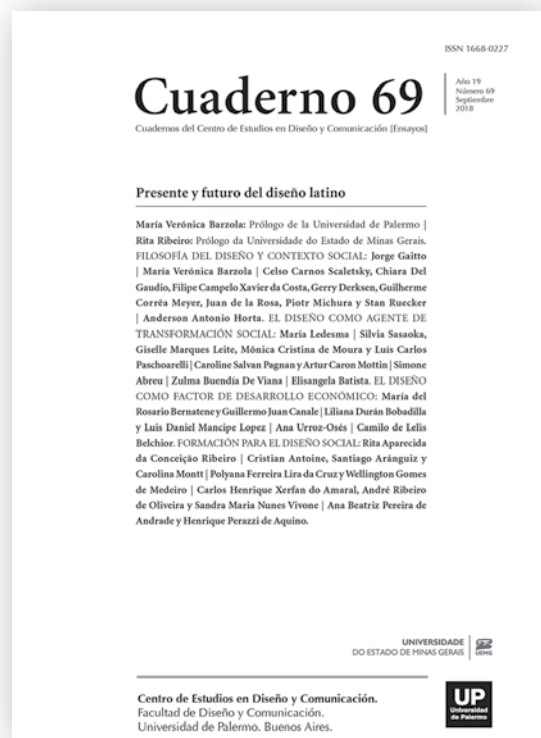 ISSN 1668-0227
Cuaderno 69
Año 19
Número 69
Septiembre
2018
Cuadernos del Centro de Estudios en Diseño y Comunicación [Ensayos]
Presente y futuro del diseño latino
María Verónica Barzola: Prólogo de la Universidad de Palermo |
Rita Ribeiro: Prólogo da Universidade do Estado de Minas Gerais.
FILOSOFÍA DEL DISEÑO Y CONTEXTO SOCIAL: Jorge Gaitto
| María Verónica Barzola | Celso Carnos Scaletsky, Chiara Del
Gaudio, Filipe Campelo Xavier da Costa, Gerry Derksen, Guilherme
Corrêa Meyer, Juan de la Rosa, Piotr Michura y Stan Ruecker
| Anderson Antonio Horta. EL DISEÑO COMO AGENTE DE
TRANSFORMACIÓN SOCIAL: María Ledesma | Silvia Sasaoka,
Giselle Marques Leite, Mônica Cristina de Moura y Luís Carlos
Paschoarelli | Caroline Salvan Pagnan y Artur Caron Mottin | Simone
Abreu | Zulma Buendía De Viana | Elisangela Batista. EL DISEÑO
COMO FACTOR DE DESARROLLO ECONÓMICO: María del
Rosario Bernatene y Guillermo Juan Canale | Liliana Durán Bobadilla
y Luis Daniel Mancipe Lopez | Ana Urroz-Osés | Camilo de Lelis
Belchior. FORMACIÓN PARA EL DISEÑO SOCIAL: Rita Aparecida
da Conceição Ribeiro | Cristian Antoine, Santiago Aránguiz y
Carolina Montt | Polyana Ferreira Lira da Cruz y Wellington Gomes
de Medeiro | Carlos Henrique Xerfan do Amaral, André Ribeiro
de Oliveira y Sandra Maria Nunes Vivone | Ana Beatriz Pereira de
Andrade y Henrique Perazzi de Aquino.
UNIVERSIDADE
DO ESTADO DE MINAS GERAIS
UEMG
Centro de Estudios en Diseño y Comunicación.
Facultad de Diseño y Comunicación.
Universidad de Palermo. Buenos Aires.
UP
Universidad
de Palermo